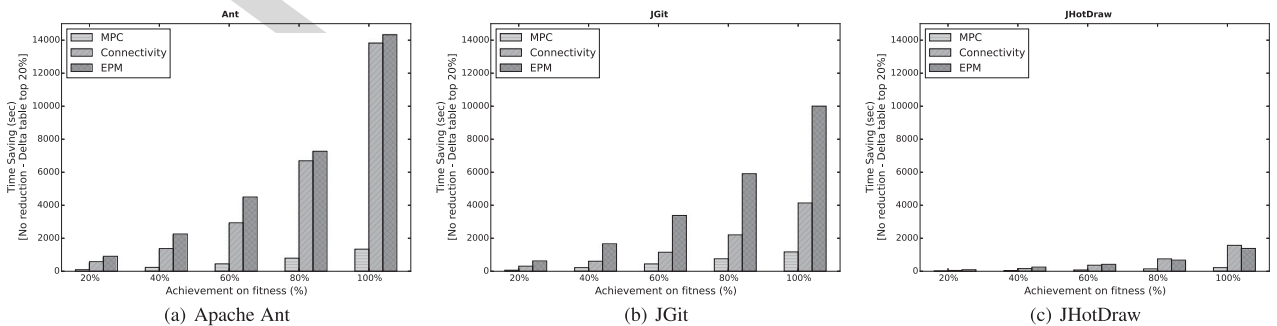 Ant
MPC
Connectivity
EPM
14000
12000
10000
8000
6000
4000
2000
0
Time Saving (sec)
[No reduction - Delta table top 20%]
20%
40%
60%
80%
100%
Achievement on fitness (%)
(a) Apache Ant
JGit
MPC
Connectivity
EPM
14000
12000
10000
8000
6000
4000
2000
0
Time Saving (sec)
[No reduction - Delta table top 20%]
20%
40%
60%
80%
100%
Achievement on fitness (%)
(b) JGit
JHotDraw
MPC
Connectivity
EPM
14000
12000
10000
8000
6000
4000
2000
0
Time Saving (sec)
[No reduction - Delta table top 20%]
20%
40%
60%
80%
100%
Achievement on fitness (%)
(c) JHotDraw